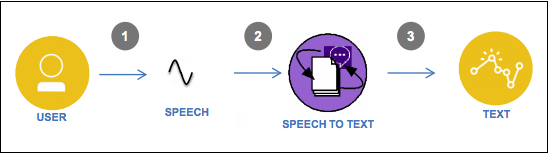 1
2
3
USER
SPEECH
SPEECH TO TEXT
TEXT